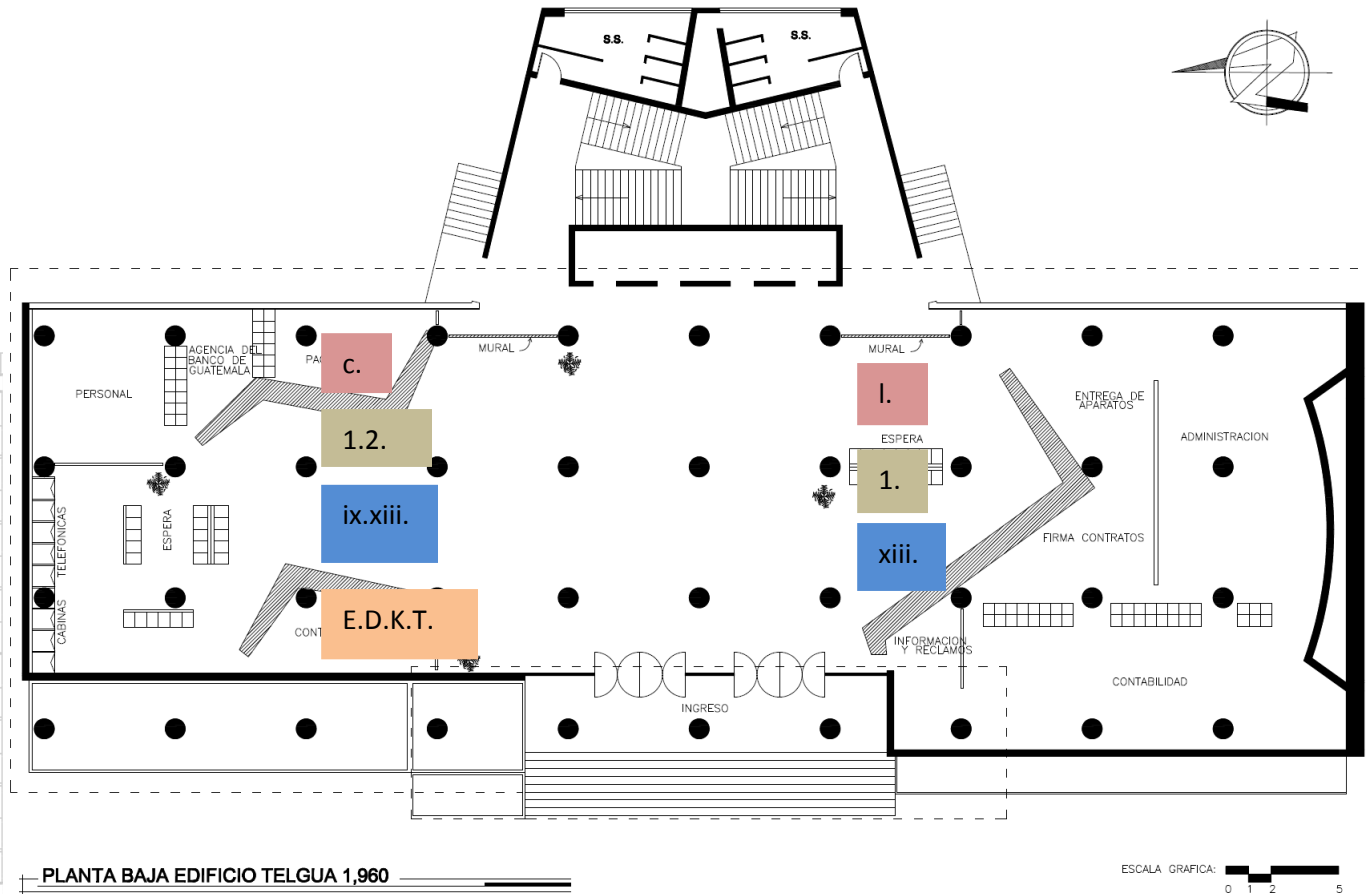 S.S.
S.S.
AGENCIA DEL
BANCO DE
GUATEMALA
PERSONAL
c.
MURAL
MURAL
l.
ENTREGA DE
APARATOS
ADMINISTRACION
1.2.
ESPERA
1.
ix.xiii.
ESPERA
TELEFONICAS
CABINAS
xiii.
FIRMA CONTRATOS
E.D.K.T.
INFORMACION
Y RECLAMOS
CONTABILIDAD
INGRESO
PLANTA BAJA EDIFICIO TELGUA 1,960
ESCALA GRAFICA:
0 1 2 5